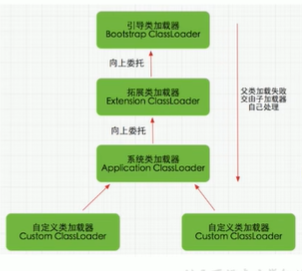 引导类加载器
Bootstrap ClassLoader
向上委托
拓展类加载器
Extension ClassLoader
父类加载失败
交由子加载器
自己处理
向上委托
系统类加载器
Application ClassLoader
自定义类加载器
Custom ClassLoader
自定义类加载器
Custom ClassLoader